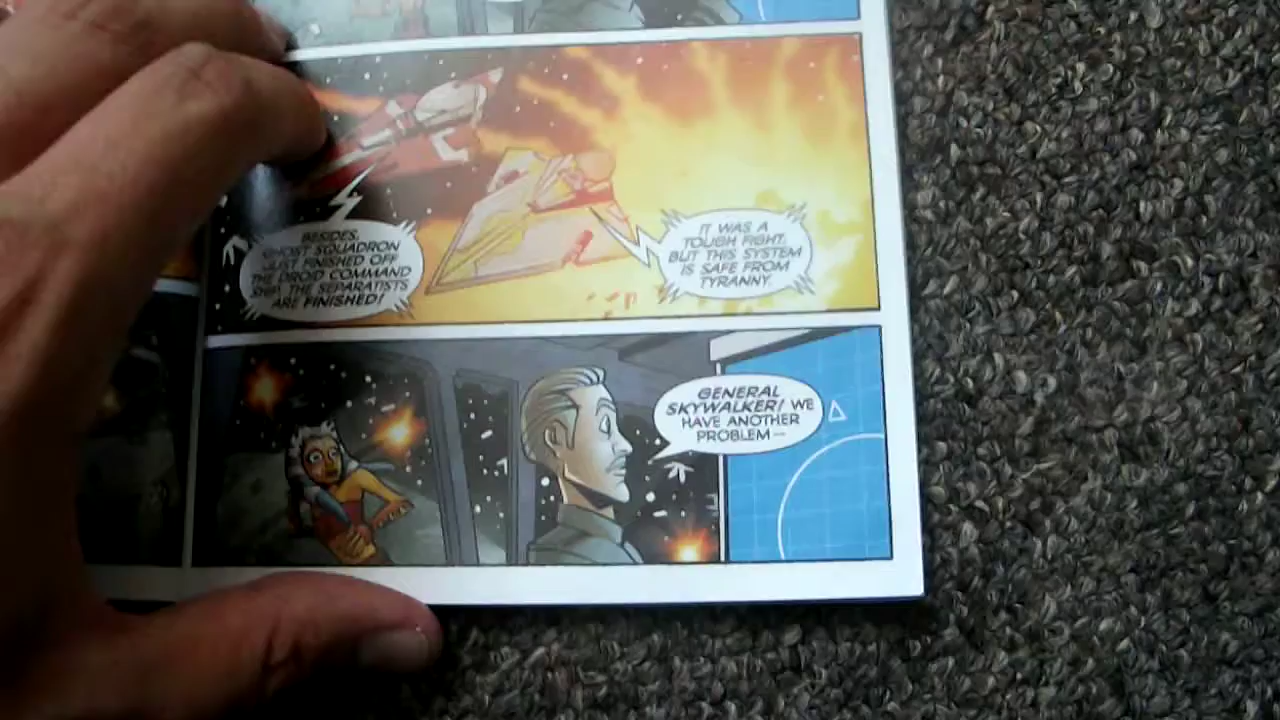 BESIDES,
GHOST SQUADRON
JUST FINISHED OFF
THE DROID COMMAND
SHIP. THE SEPARATISTS
ARE FINISHED!
IT WAS A
TOUGH FIGHT,
BUT THIS SYSTEM
IS SAFE FROM
TYRANNY.
GENERAL
SKYWALKER! WE
HAVE ANOTHER
PROBLEM—